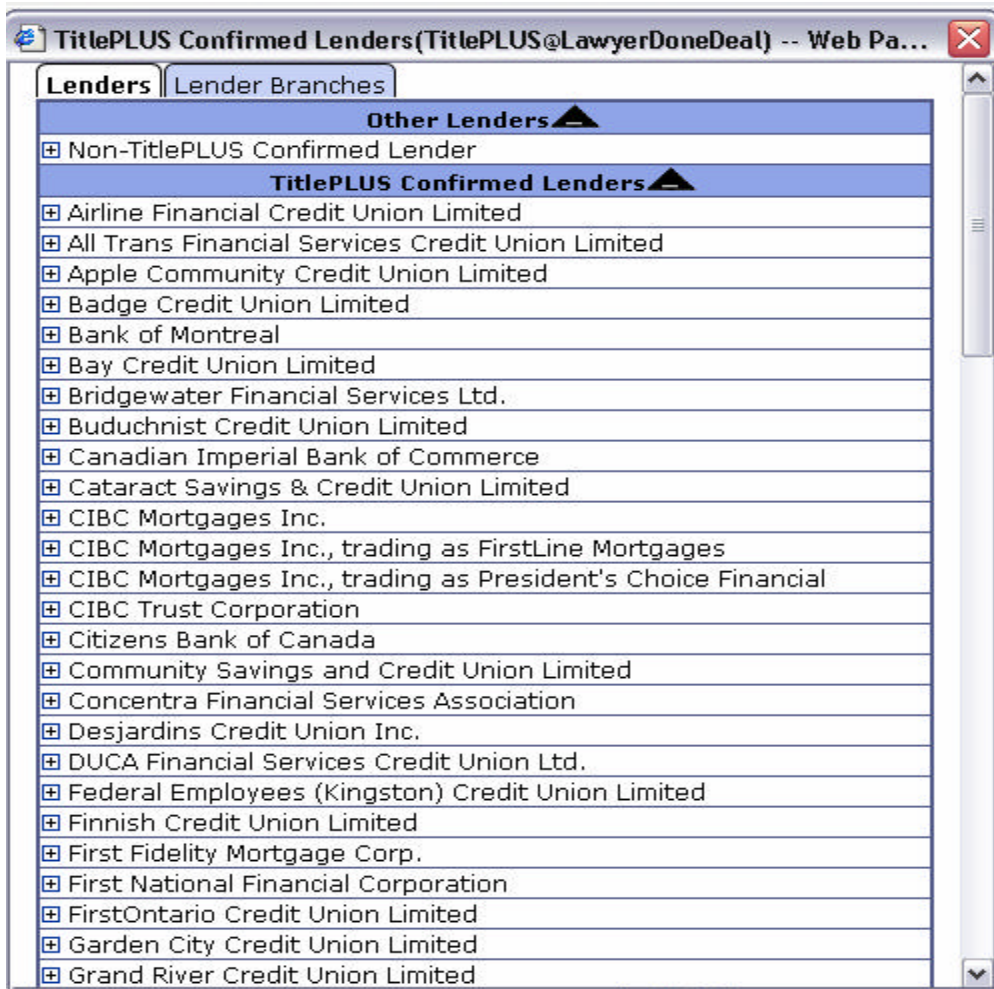 TitlePLUS Confirmed Lenders(TitlePLUS@LawyerDoneDeal) -- Web Pa...
Lenders Lender Branches
Other Lenders
Non-TitlePLUS Confirmed Lender
TitlePLUS Confirmed Lenders
Airline Financial Credit Union Limited
All Trans Financial Services Credit Union Limited
Apple Community Credit Union Limited
Badge Credit Union Limited
Bank of Montreal
Bay Credit Union Limited
Bridgewater Financial Services Ltd.
Buduchnist Credit Union Limited
Canadian Imperial Bank of Commerce
Cataract Savings & Credit Union Limited
CIBC Mortgages Inc.
CIBC Mortgages Inc., trading as FirstLine Mortgages
CIBC Mortgages Inc., trading as President's Choice Financial
CIBC Trust Corporation
Citizens Bank of Canada
Community Savings and Credit Union Limited
Concentra Financial Services Association
Desjardins Credit Union Inc.
DUCA Financial Services Credit Union Ltd.
Federal Employees (Kingston) Credit Union Limited
Finnish Credit Union Limited
First Fidelity Mortgage Corp.
First National Financial Corporation
FirstOntario Credit Union Limited
Garden City Credit Union Limited
Grand River Credit Union Limited